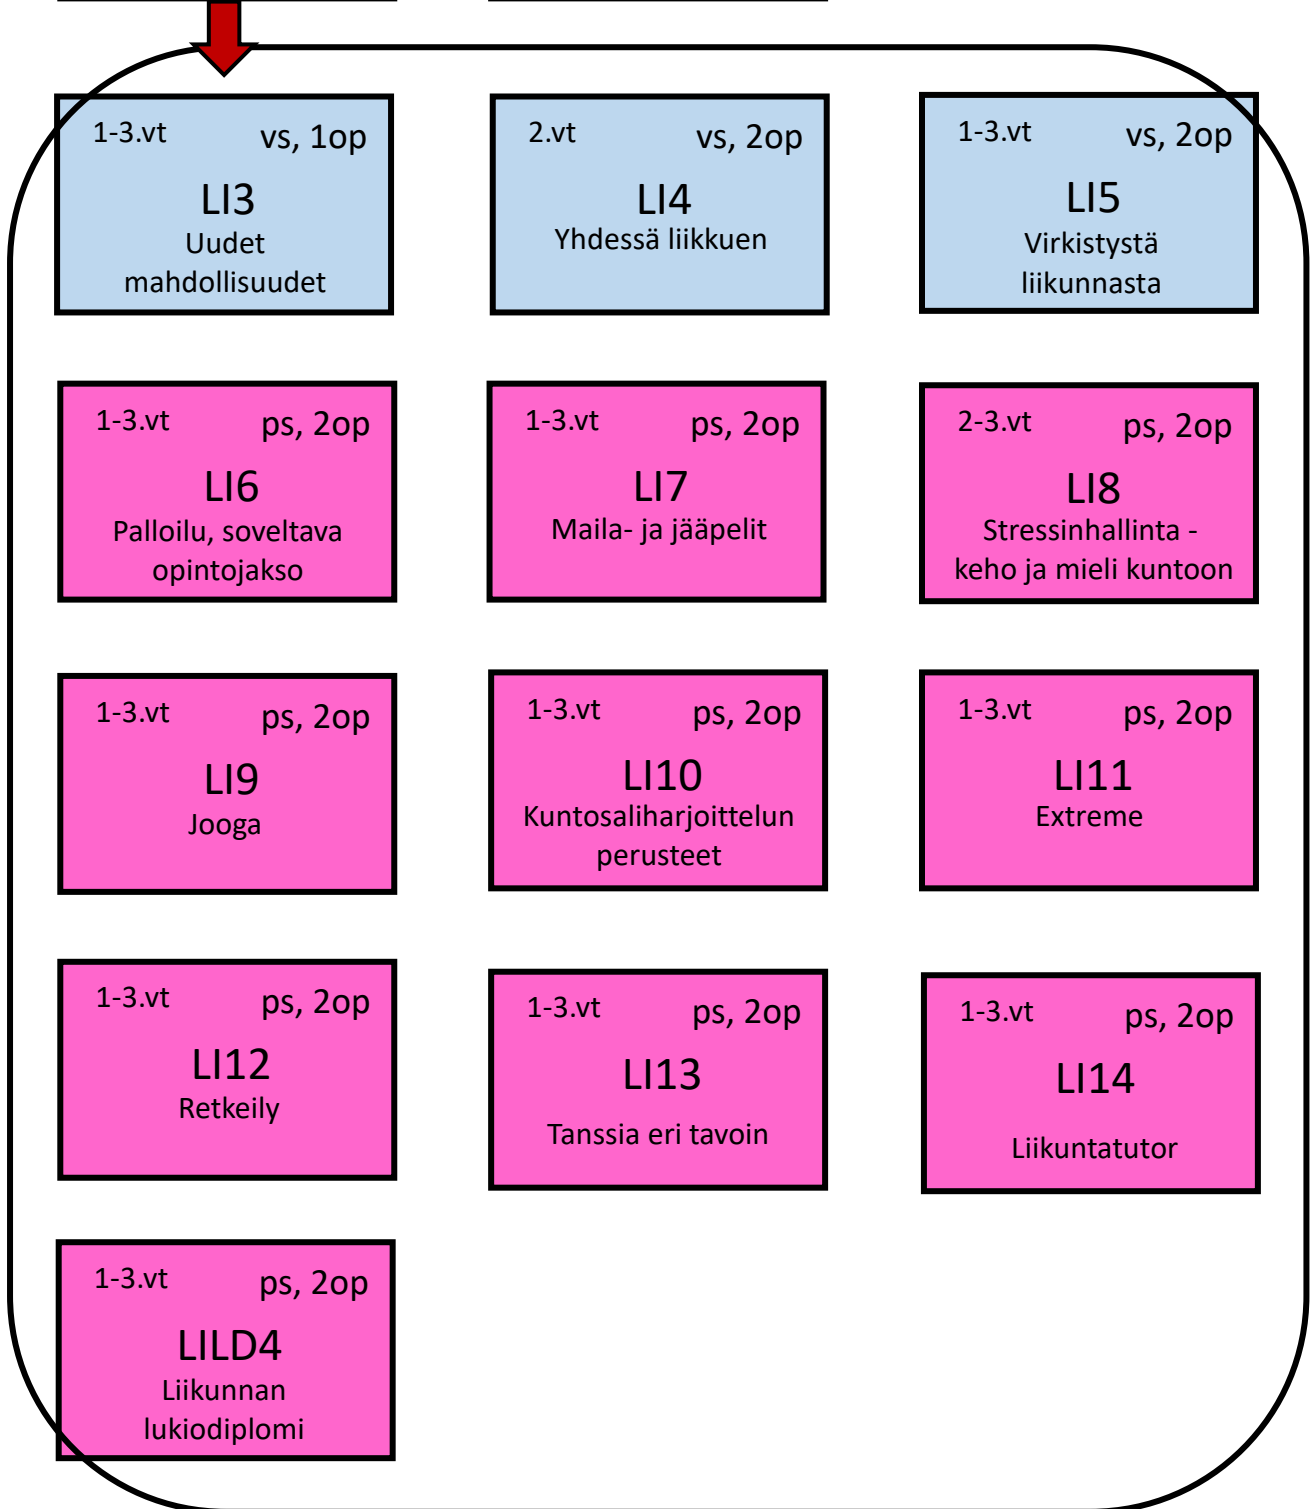 1-3.vt vs, 1op
LI3
Uudet
mahdollisuudet
2.vt vs, 2op
LI4
Yhdessä liikkuen
1-3.vt vs, 2op
LI5
Virkistystä
liikunnasta
1-3.vt ps, 2op
LI6
Palloilu, soveltava
opintojakso
1-3.vt ps, 2op
LI7
Maila- ja jääpelit
2-3.vt ps, 2op
LI8
Stressinhallinta -
keho ja mieli kuntoon
1-3.vt ps, 2op
LI9
Jooga
1-3.vt ps, 2op
LI10
Kuntosaliharjoittelun
perusteet
1-3.vt ps, 2op
LI11
Extreme
1-3.vt ps, 2op
LI12
Retkeily
1-3.vt ps, 2op
LI13
Tanssia eri tavoin
1-3.vt ps, 2op
LI14
Liikuntatutor
1-3.vt ps, 2op
LILD4
Liikunnan
lukiodiplomi